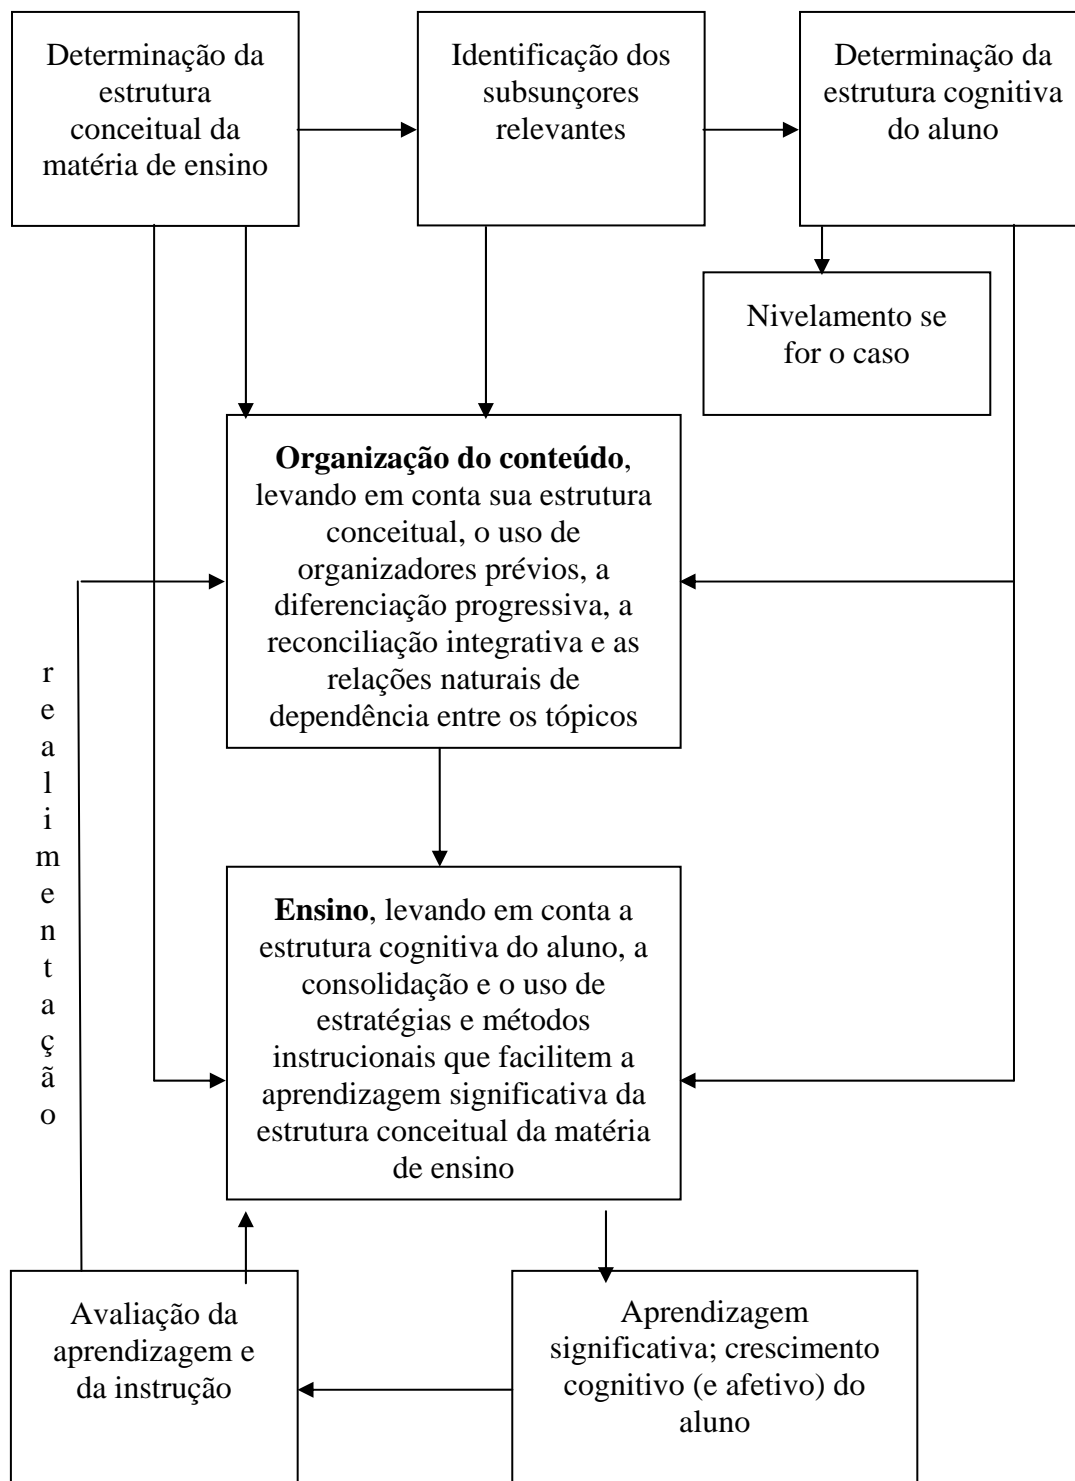 Determinação da
estrutura
conceitual da
matéria de ensino
Identificação dos
subsunçores
relevantes
Determinação da
estrutura cognitiva
do aluno
Nivelamento se
for o caso
Organização do conteúdo,
levando em conta sua estrutura
conceitual, o uso de
organizadores prévios, a
diferenciação progressiva, a
reconciliação integrativa e as
relações naturais de
dependência entre os tópicos
realimentação
Ensino, levando em conta a
estrutura cognitiva do aluno, a
consolidação e o uso de
estratégias e métodos
instrucionais que facilitem a
aprendizagem significativa da
estrutura conceitual da matéria
de ensino
Avaliação da
aprendizagem e
da instrução
Aprendizagem
significativa; crescimento
cognitivo (e afetivo) do
aluno